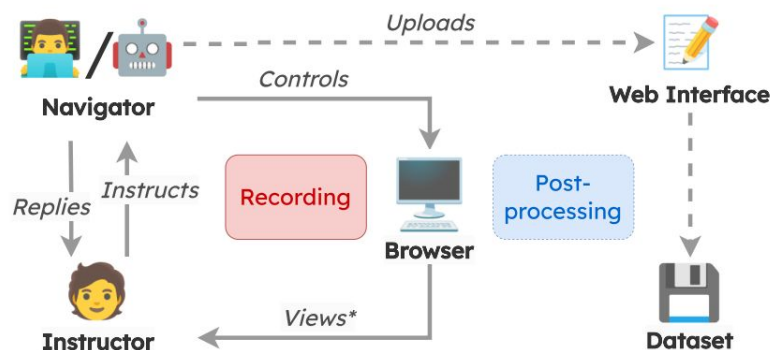 Uploads
Controls
Navigator
Web Interface
Replies
Instructs
Recording
Post-
processing
Browser
Views*
Instructor
Dataset